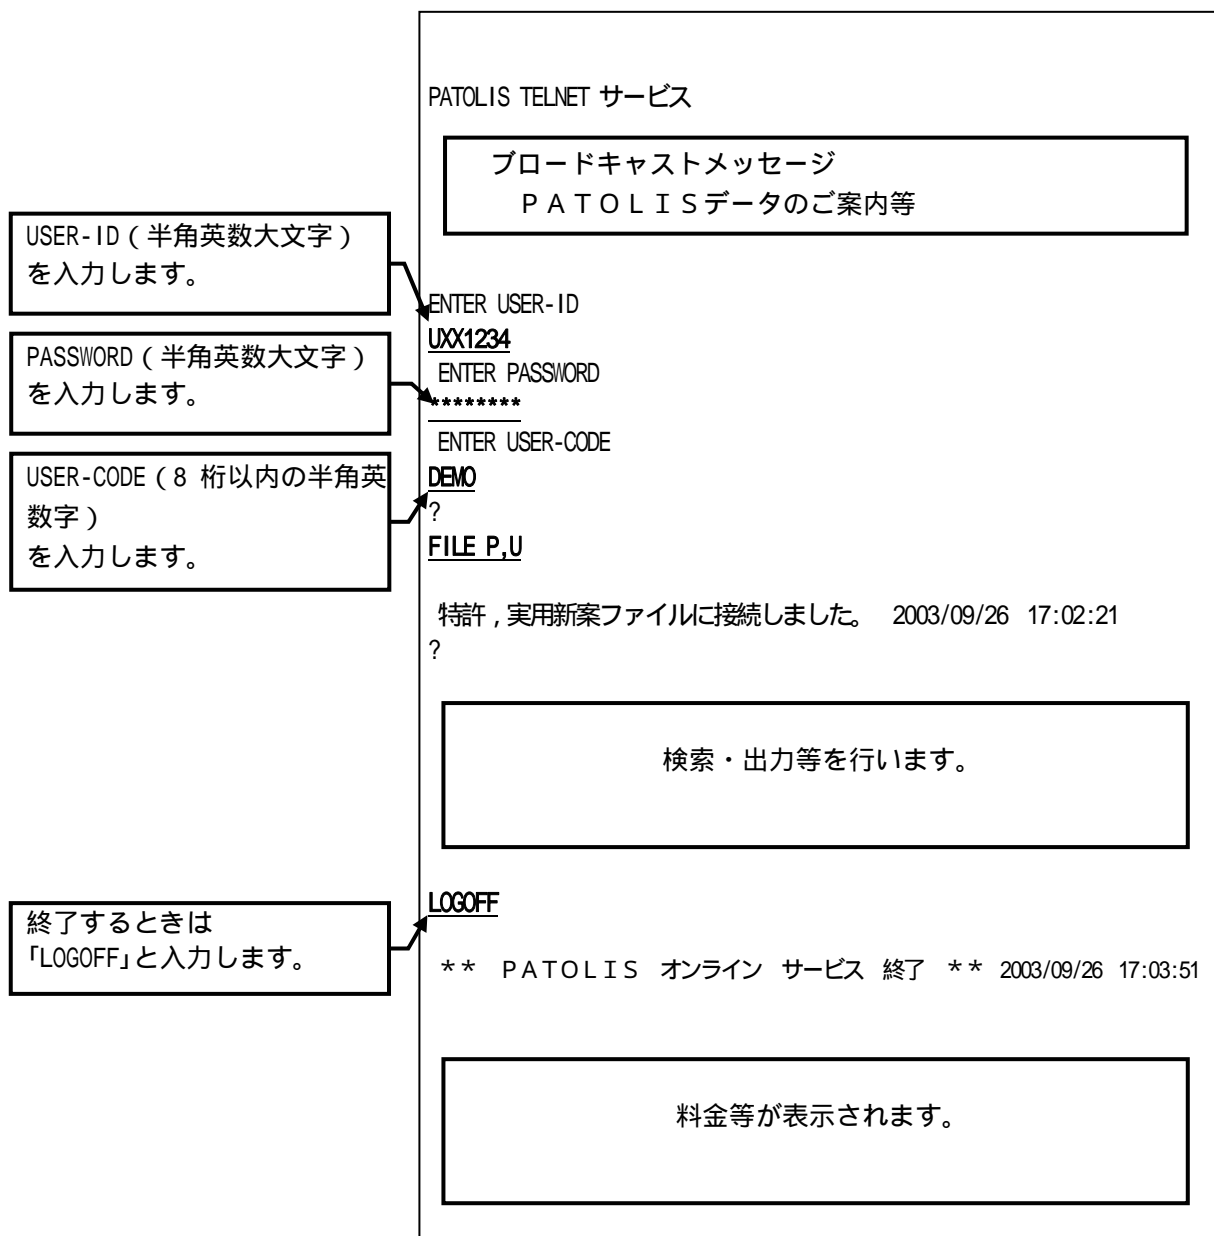 PATOLIS TELNET サービス
ブロードキャストメッセージ
ＰＡＴＯＬＩＳデータのご案内等
USER-ID（半角英数大文字）
を入力します。
ENTER USER-ID
UXX1234
PASSWORD（半角英数大文字）
を入力します。
ENTER PASSWORD
********
ENTER USER-CODE
USER-CODE（8 桁以内の半角英
数字）
を入力します。
DEMO
?
FILE P,U
特許，実用新案ファイルに接続しました。 2003/09/26 17:02:21
?
検索・出力等を行います。
LOGOFF
終了するときは
「LOGOFF」と入力します。
** ＰＡＴＯＬＩＳ オンライン サービス 終了 ** 2003/09/26 17:03:51
料金等が表示されます。